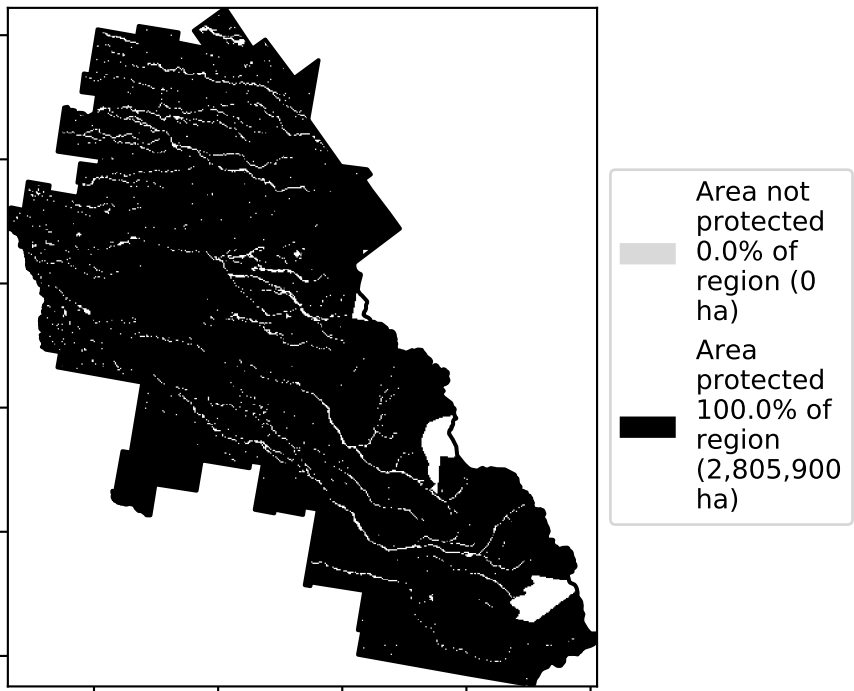 Area not
protected
0.0% of
region (0
ha)
Area
protected
100.0% of
region
(2,805,900
ha)